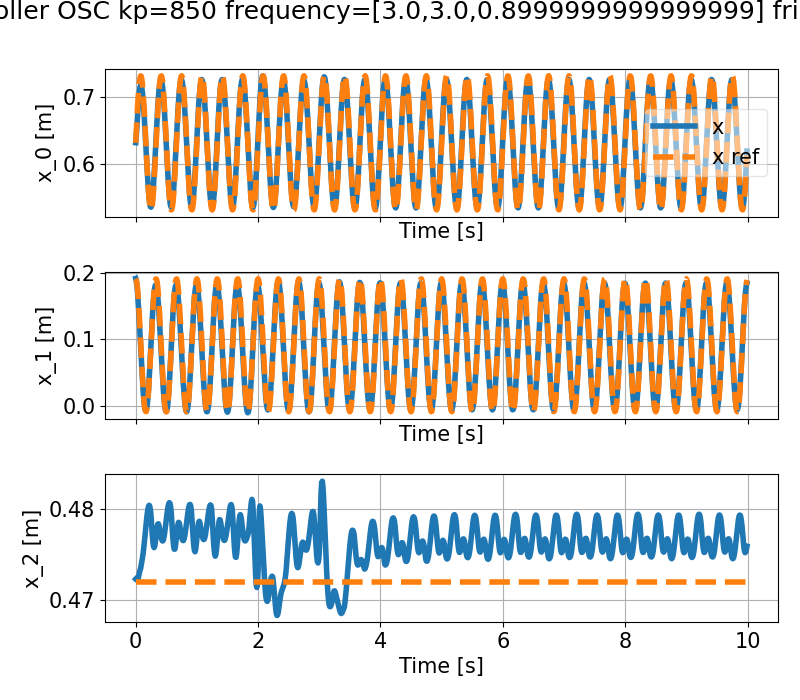 oller OSC kp=850 frequency=[3.0,3.0,0.8999999999999999] fri
0.7
0.6
x_0 [m]
x
x ref
Time [s]
0.2
0.1
0.0
x_1 [m]
Time [s]
0.48
0.47
x_2 [m]
0 2 4 6 8 10
Time [s]